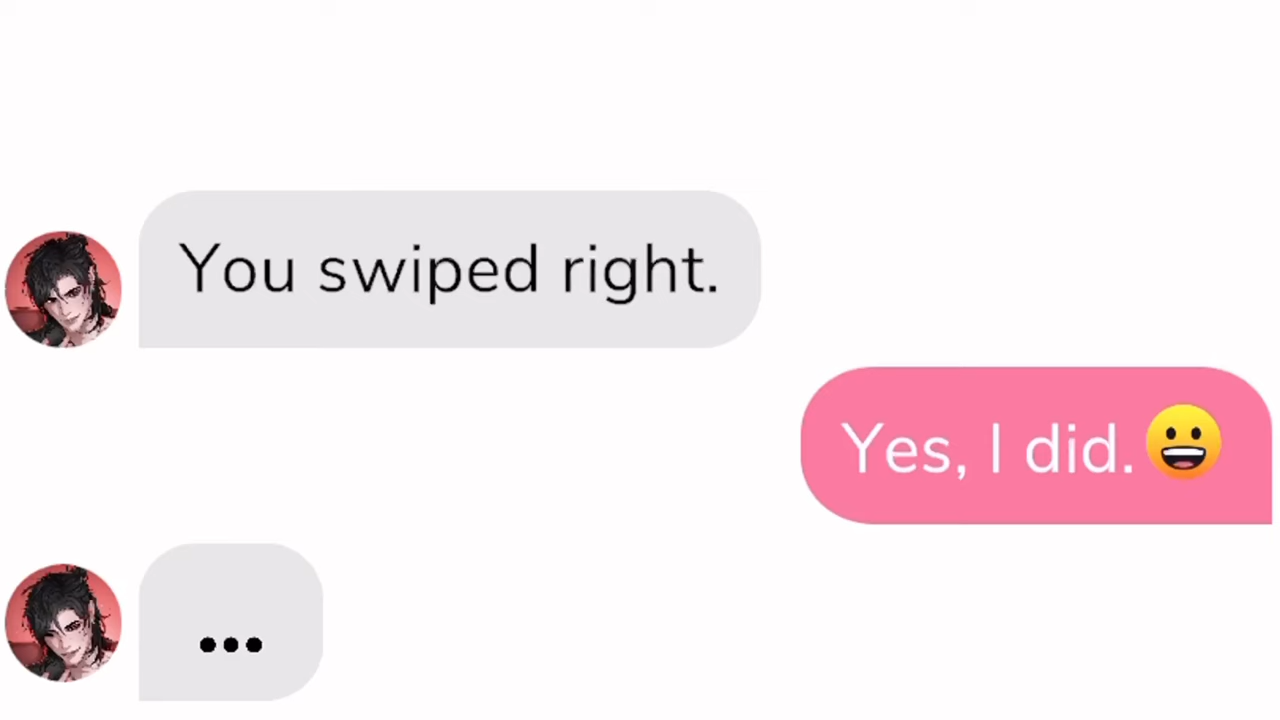 You swiped right.
Yes, I did.😀
...